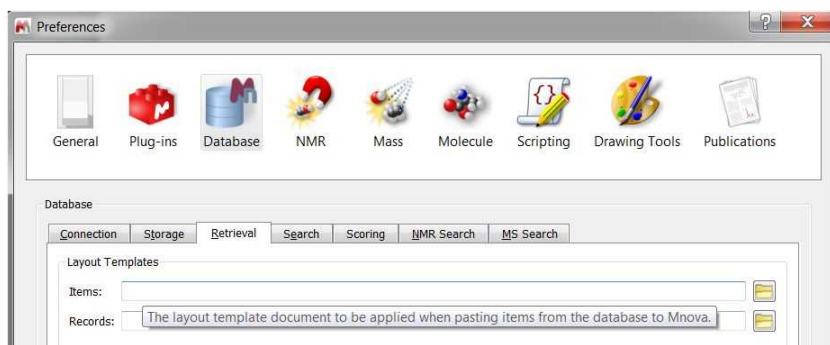 Preferences
General Plug-ins Database NMR Mass Molecule Scripting Drawing Tools Publications
Database
Connection Storage Retrieval Search Scoring NMR Search MS Search
Layout Templates
Items:
Records: The layout template document to be applied when pasting items from the database to Mnova.